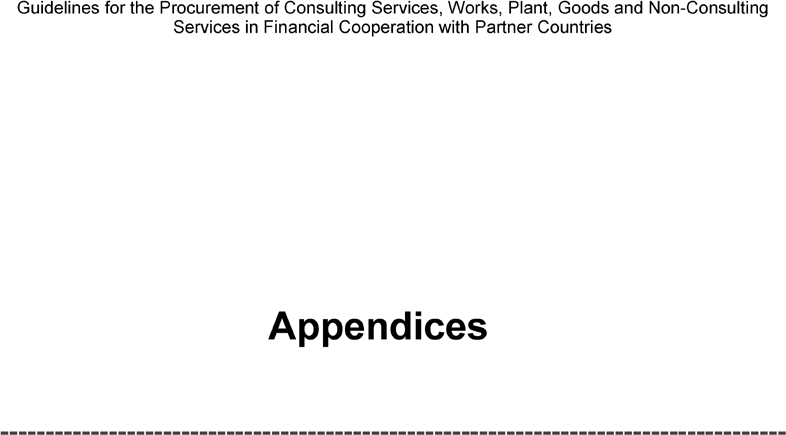 Guidelines for the Procurement of Consulting Services, Works, Plant, Goods and Non-Consulting
Services in Financial Cooperation with Partner Countries
Appendices